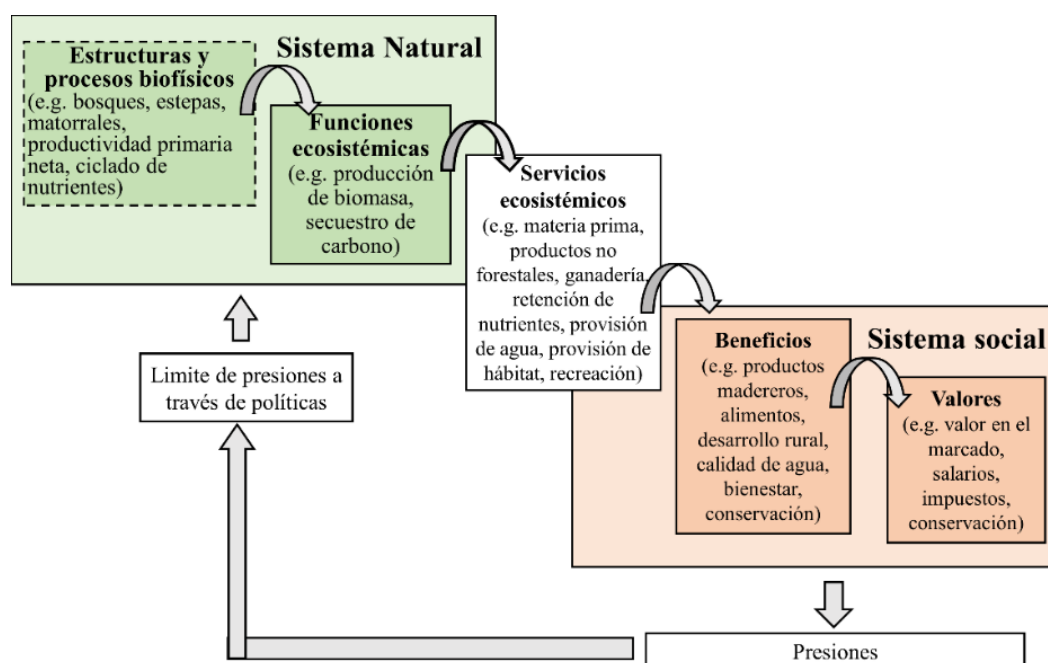 Sistema Natural
Estructuras y
procesos biofísicos
(e.g. bosques, estepas,
matorrales,
productividad primaria
neta, ciclado de
nutrientes)
Funciones
ecosistémicas
(e.g. producción
de biomasa,
secuestro de
carbono)
Servicios
ecosistémicos
(e.g. materia prima,
productos no
forestales, ganadería,
retención de
nutrientes, provisión
de agua, provisión de
hábitat, recreación)
Sistema social
Beneficios
(e.g. productos
madereros,
alimentos,
desarrollo rural,
calidad de agua,
bienestar,
conservación)
Valores
(e.g. valor en el
marcado,
salarios,
impuestos,
conservación)
Limite de presiones a
través de políticas
Presiones